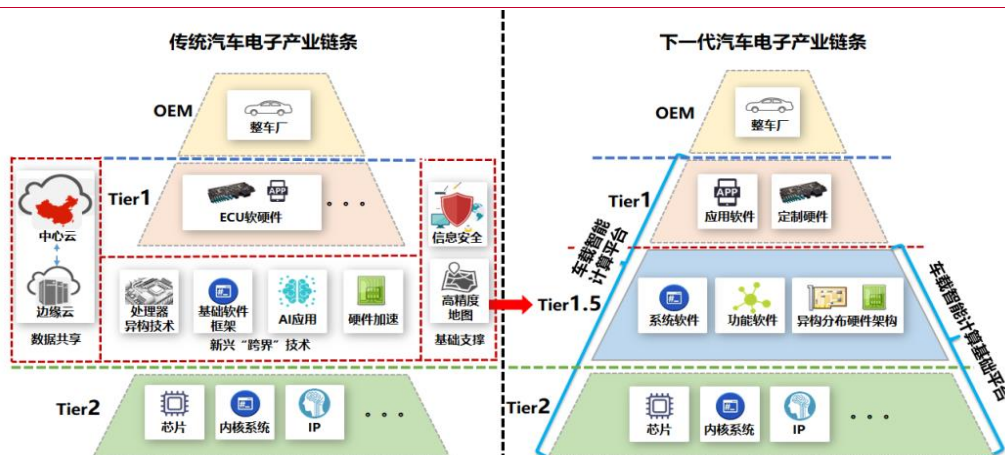 传统汽车电子产业链条
OEM
整车厂
Tier1
APP
ECU软硬件
中心云
边缘云
数据共享
信息安全
高精度
地图
基础支撑
处理器
异构技术
基础软件
框架
AI应用
硬件加速
新兴“跨界”技术
Tier2
芯片
内核系统
IP
下一代汽车电子产业链条
OEM
整车厂
Tier1
APP
应用软件
定制硬件
车载智能
计算平台
Tier1.5
系统软件
功能软件
异构分布硬件架构
车载智能计算基础平台
Tier2
芯片
内核系统
IP